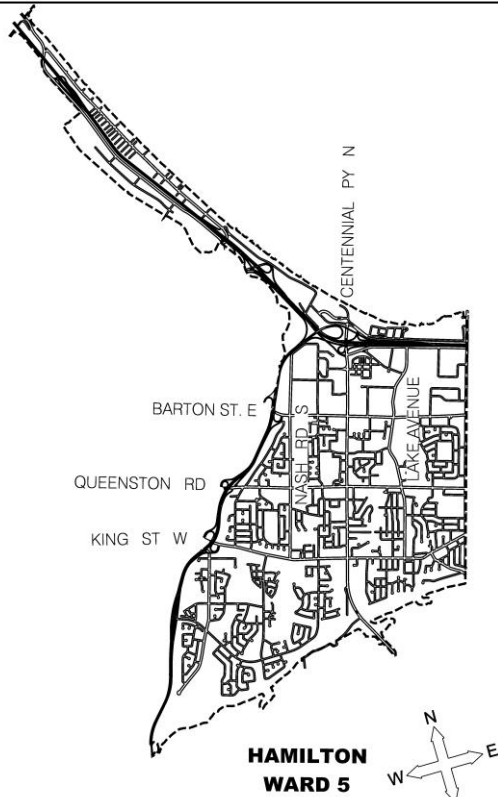 CENTENNIAL PY N
BARTON ST. E
NASH RD S
LAKE AVENUE
QUEENSTON RD
KING ST W
N
W
E
HAMILTON
WARD 5